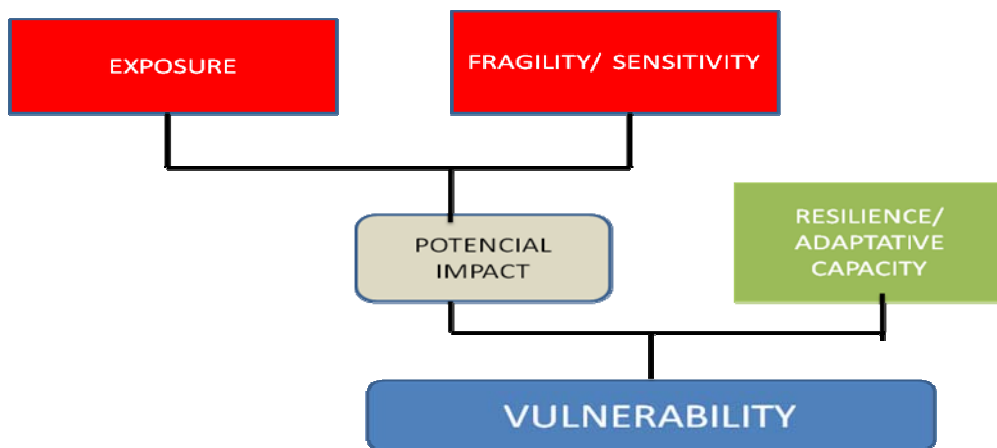 EXPOSURE
FRAGILITY/ SENSITIVITY
POTENCIAL
IMPACT
RESILIENCE/
ADAPTATIVE
CAPACITY
VULNERABILITY